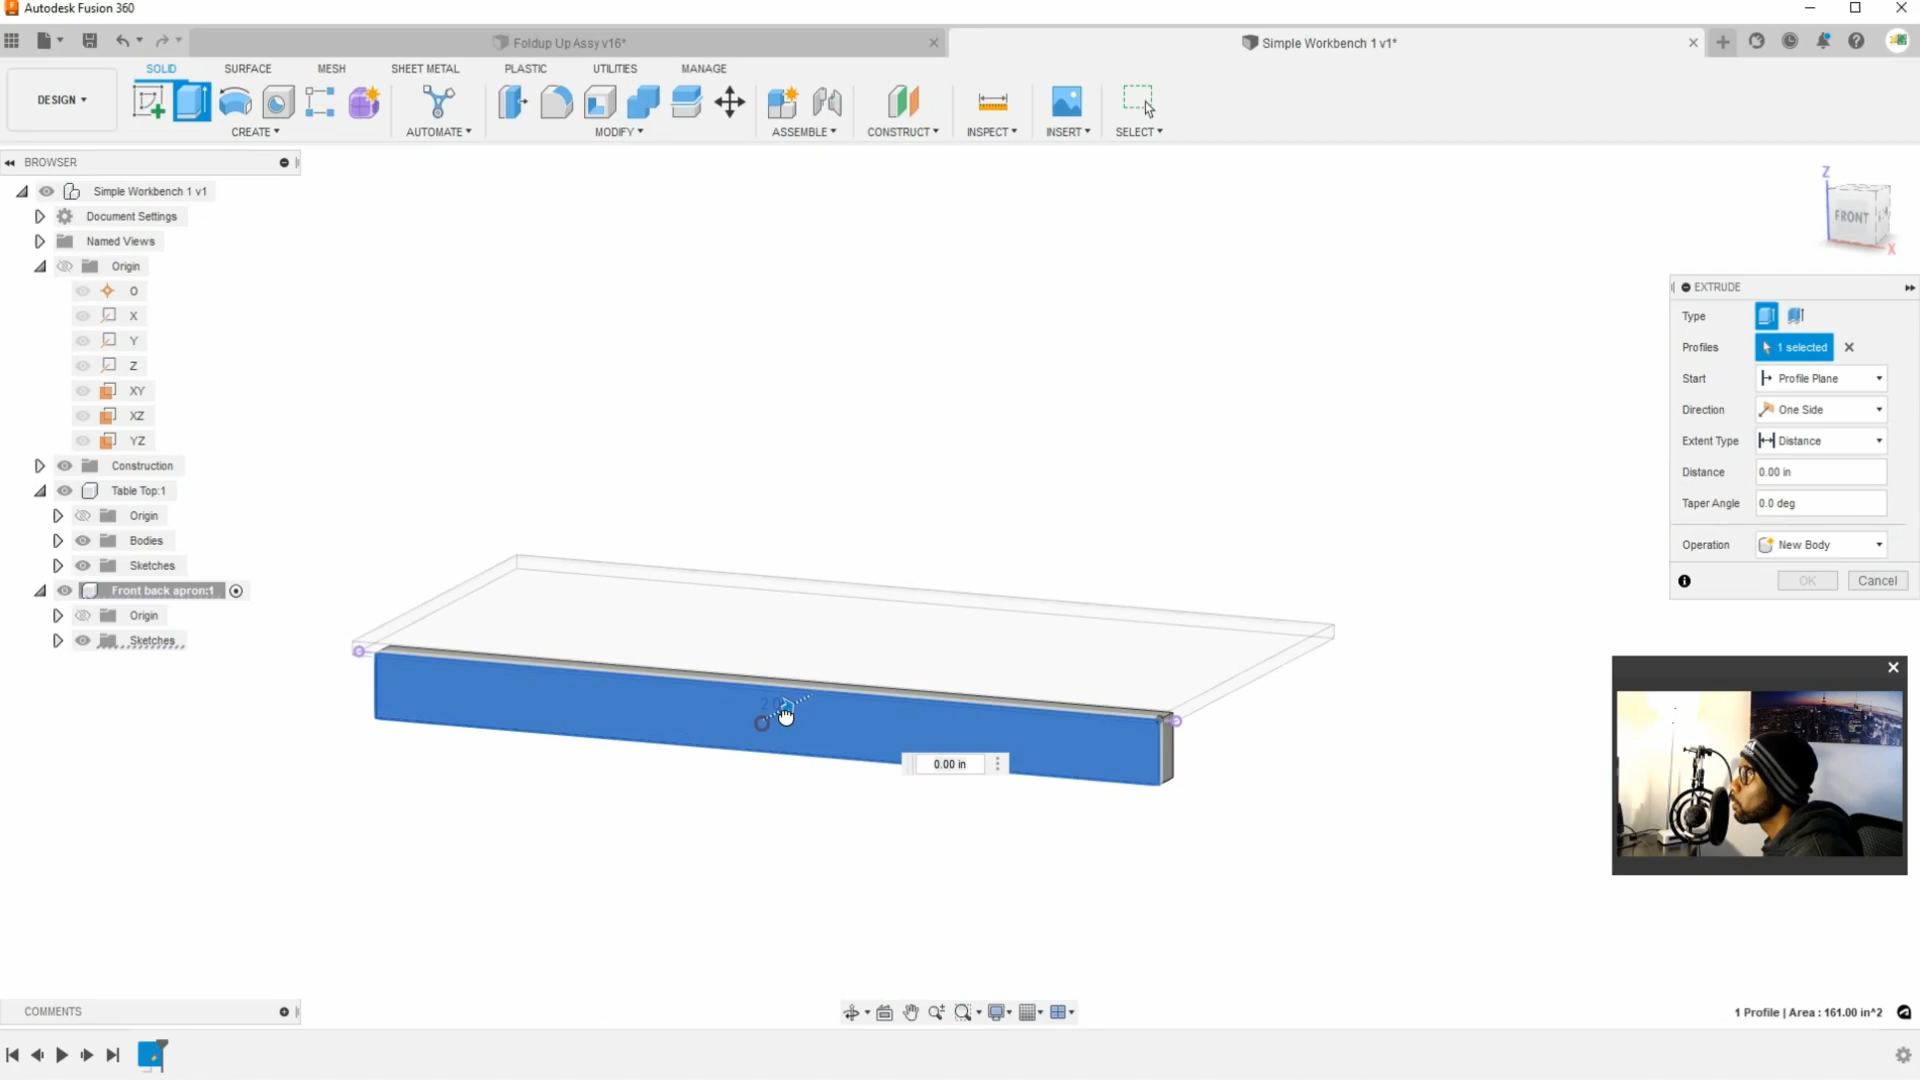 Autodesk Fusion 360
Foldup Up Assy v16*
Simple Workbench 1 v1*
SOLID
SURFACE
MESH
SHEET METAL
PLASTIC
UTILITIES
MANAGE
DESIGN
CREATE
AUTOMATE
MODIFY
ASSEMBLE
CONSTRUCT
INSPECT
INSERT
SELECT
BROWSER
Simple Workbench 1 v1
Document Settings
Named Views
Origin
O
X
Y
Z
XY
XZ
YZ
Construction
Table Top:1
Origin
Bodies
Sketches
Front back apron:1
Origin
Sketches
Z
FRONT
X
EXTRUDE
Type
Profiles 1 selected
Start Profile Plane
Direction One Side
Extent Type Distance
Distance 0.00 in
Taper Angle 0.0 deg
Operation New Body
OK Cancel
0.00 in
COMMENTS
1 Profile | Area : 161.00 in^2